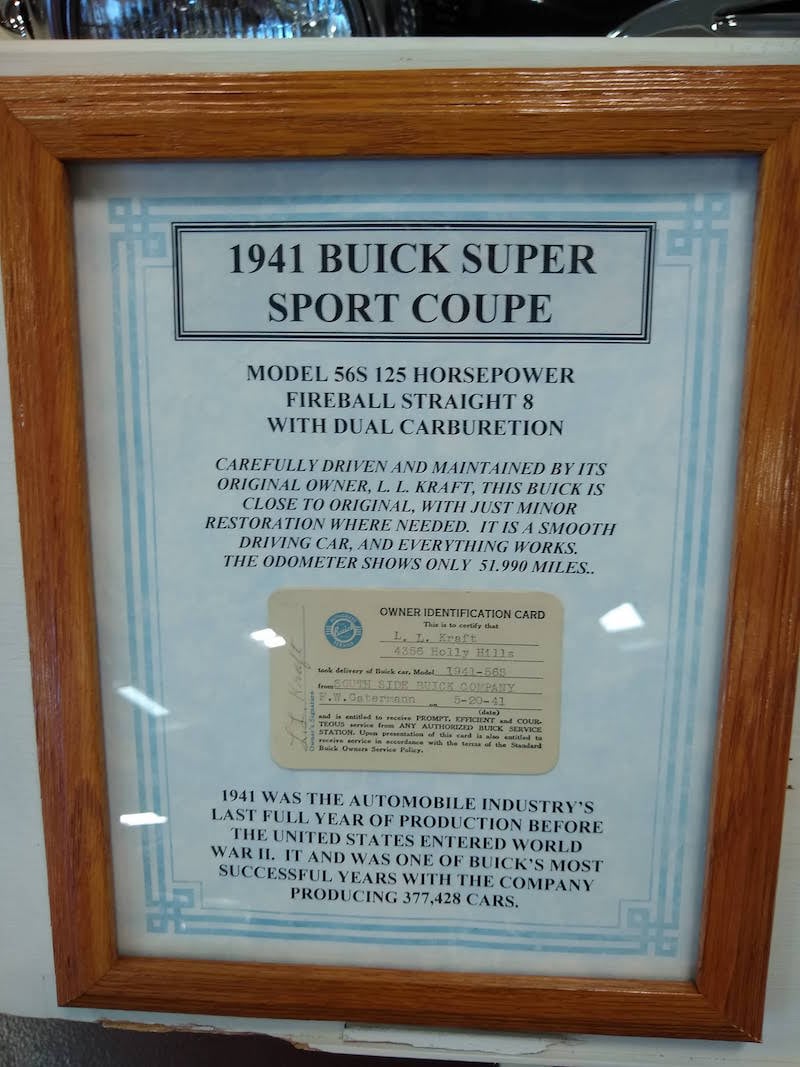 1941 BUICK SUPER
SPORT COUPE
MODEL 56S 125 HORSEPOWER
FIREBALL STRAIGHT 8
WITH DUAL CARBURETION
CAREFULLY DRIVEN AND MAINTAINED BY ITS
ORIGINAL OWNER, L. L. KRAFT, THIS BUICK IS
CLOSE TO ORIGINAL, WITH JUST MINOR
RESTORATION WHERE NEEDED. IT IS A SMOOTH
DRIVING CAR, AND EVERYTHING WORKS.
THE ODOMETER SHOWS ONLY 51.990 MILES..
OWNER IDENTIFICATION CARD
This is to certify that
L. L. Kraft
4356 Holly Hills
took delivery of Buick car, Model 1941-56S
from SOUTH SIDE BUICK COMPANY
F.W.Gatermann on 5-20-41
(date)
and is entitled to receive PROMPT, EFFICIENT and COUR-
TEOUS service from ANY AUTHORIZED BUICK SERVICE
STATION. Upon presentation of this card is also entitled to
receive service in accordance with the terms of the Standard
Buick Owners Service Policy.
L. L. Kraft
Owner's Signature
Buick
1941 WAS THE AUTOMOBILE INDUSTRY'S
LAST FULL YEAR OF PRODUCTION BEFORE
THE UNITED STATES ENTERED WORLD
WAR II. IT AND WAS ONE OF BUICK'S MOST
SUCCESSFUL YEARS WITH THE COMPANY
PRODUCING 377,428 CARS.